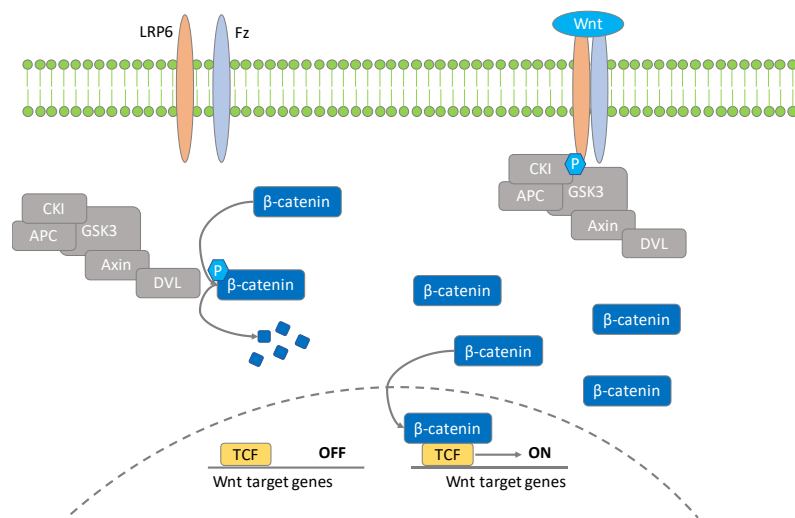 LRP6
Fz
Wnt
CKI
APC
GSK3
Axin
DVL
β-catenin
P
β-catenin
P
CKI
APC
GSK3
Axin
DVL
β-catenin
β-catenin
β-catenin
β-catenin
β-catenin
TCF
OFF
Wnt target genes
TCF
ON
Wnt target genes